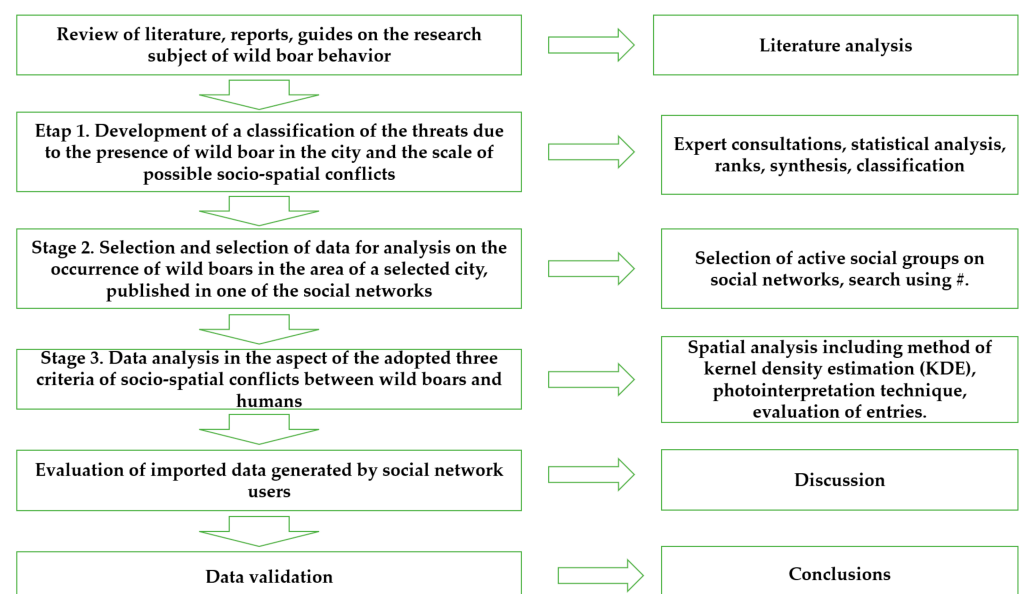 Review of literature, reports, guides on the research
subject of wild boar behavior
Literature analysis
Etap 1. Development of a classification of the threats due
to the presence of wild boar in the city and the scale of
possible socio-spatial conflicts
Expert consultations, statistical analysis,
ranks, synthesis, classification
Stage 2. Selection and selection of data for analysis on the
occurrence of wild boars in the area of a selected city,
published in one of the social networks
Selection of active social groups on
social networks, search using #.
Stage 3. Data analysis in the aspect of the adopted three
criteria of socio-spatial conflicts between wild boars and
humans
Spatial analysis including method of
kernel density estimation (KDE),
photointerpretation technique,
evaluation of entries.
Evaluation of imported data generated by social network
users
Discussion
Data validation
Conclusions